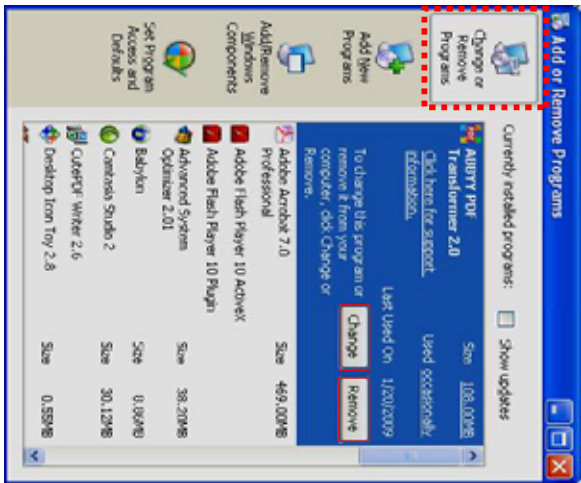 Add or Remove Programs
Change or
Remove
Programs
Add New
Programs
Add/Remove
Windows
Components
Set Program
Access and
Defaults
Currently installed programs:
Show updates
ABBYY PDF
Transformer 2.0
Size 108.00MB
Click here for support
information.
Used occasionally
Last Used On 1/20/2009
To change this program or
remove it from your
computer, click Change or
Remove.
Change
Remove
Adobe Acrobat 7.0
Professional
Size 469.00MB
Adobe Flash Player 10 ActiveX
Adobe Flash Player 10 Plugin
Advanced System
Optimizer 2.01
Size 38.20MB
Babylon
Size 0.06MB
Camtasia Studio 2
Size 30.12MB
CutePDF Writer 2.6
Desktop Icon Toy 2.8
Size 0.55MB